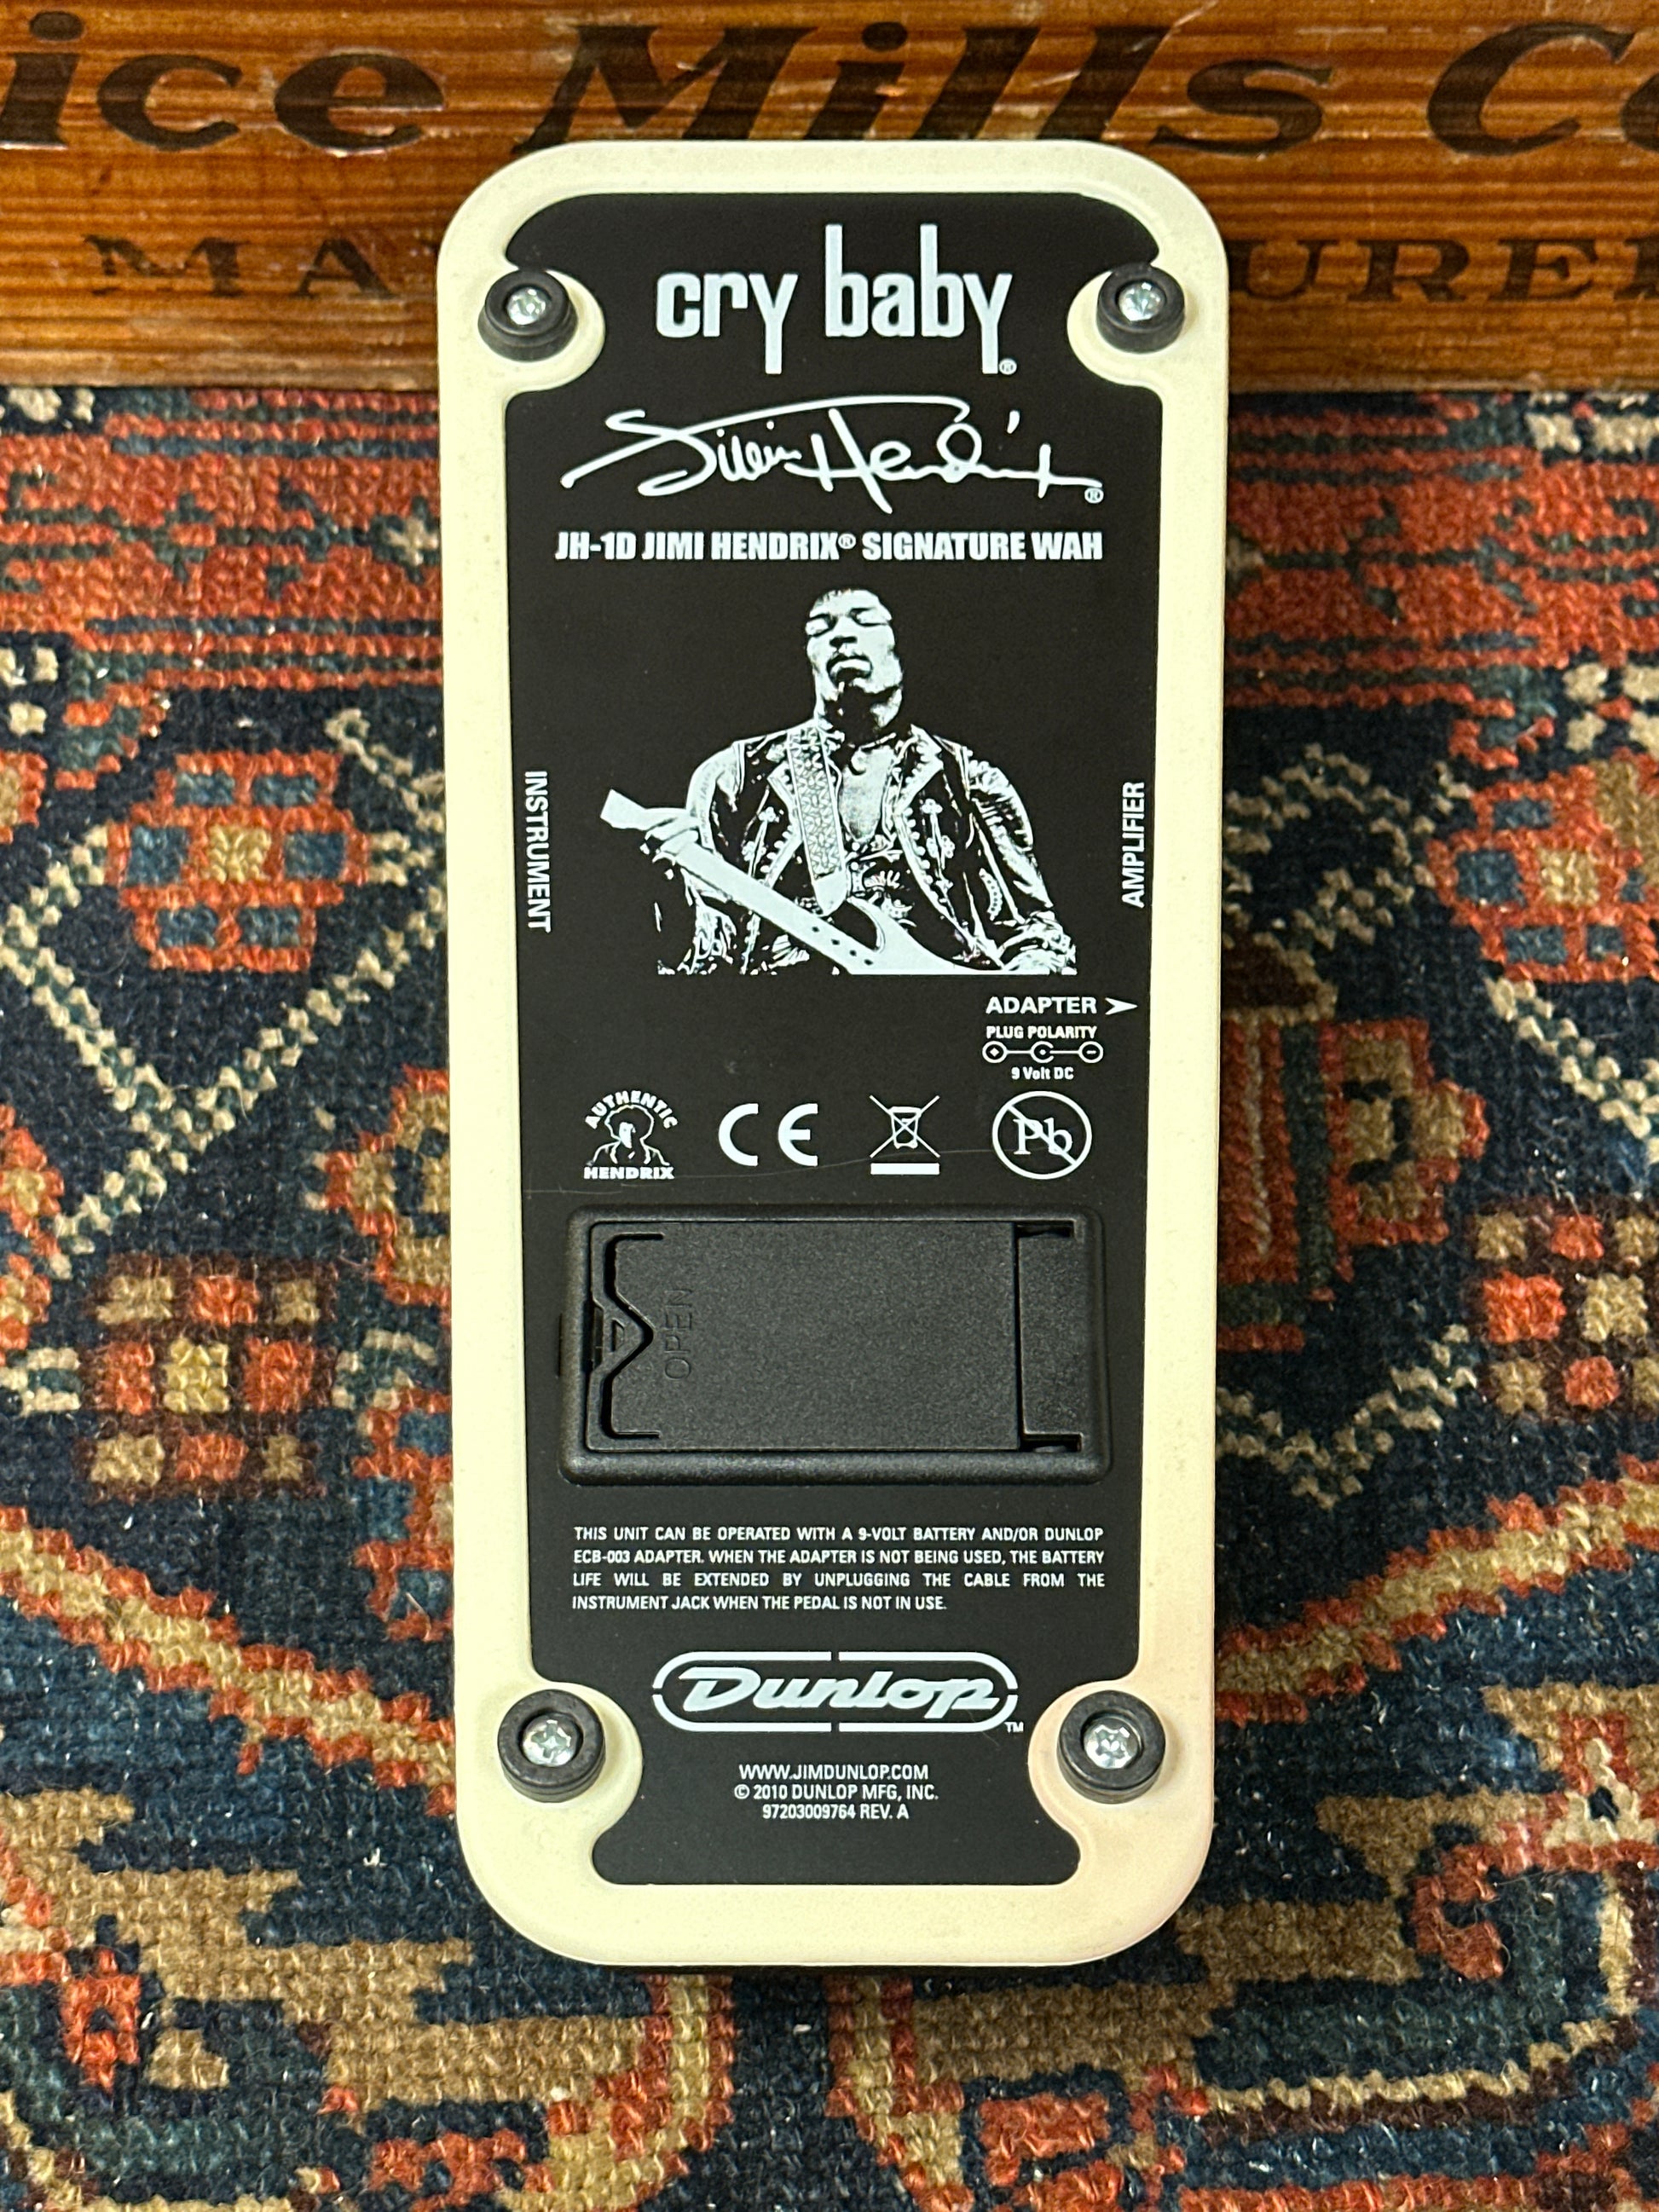 ice Mills Co
MA
URE
cry baby®
Jimi Hendrix®
JH-1D JIMI HENDRIX® SIGNATURE WAH
INSTRUMENT
AMPLIFIER
ADAPTER
PLUG POLARITY
+ C -
9 Volt DC
AUTHENTIC
HENDRIX
CE
Pb
OPEN
THIS UNIT CAN BE OPERATED WITH A 9-VOLT BATTERY AND/OR DUNLOP
ECB-003 ADAPTER. WHEN THE ADAPTER IS NOT BEING USED, THE BATTERY
LIFE WILL BE EXTENDED BY UNPLUGGING THE CABLE FROM THE
INSTRUMENT JACK WHEN THE PEDAL IS NOT IN USE.
Dunlop™
WWW.JIMDUNLOP.COM
© 2010 DUNLOP MFG, INC.
97203009764 REV. A